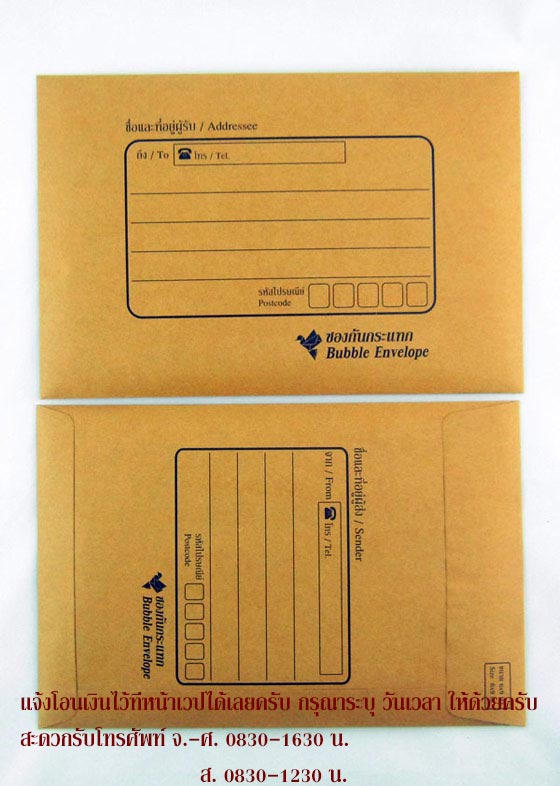 ชื่อและที่อยู่ผู้รับ / Addressee
ถึง / To ☎ โทร / Tel.
รหัสไปรษณีย์
Postcode
ซองกันกระแทก
Bubble Envelope
ชื่อและที่อยู่ผู้ส่ง / Sender
จาก / From ☎ โทร / Tel.
รหัสไปรษณีย์
Postcode
ซองกันกระแทก
Bubble Envelope
ขนาด
Size
แจ้งโอนเงินไว้ทีหน้าเวปได้เลยครับ กรุณาระบุ วันเวลา ให้ด้วยครับ
สะดวกรับโทรศัพท์ จ.-ศ. 0830-1630 น.
ส. 0830-1230 น.